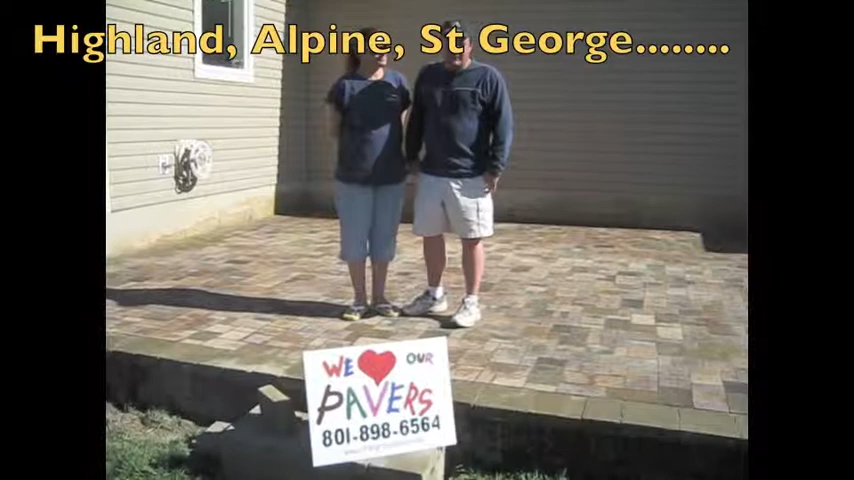 Highland, Alpine, St George........
WE OUR
PAVERS
801-898-6564